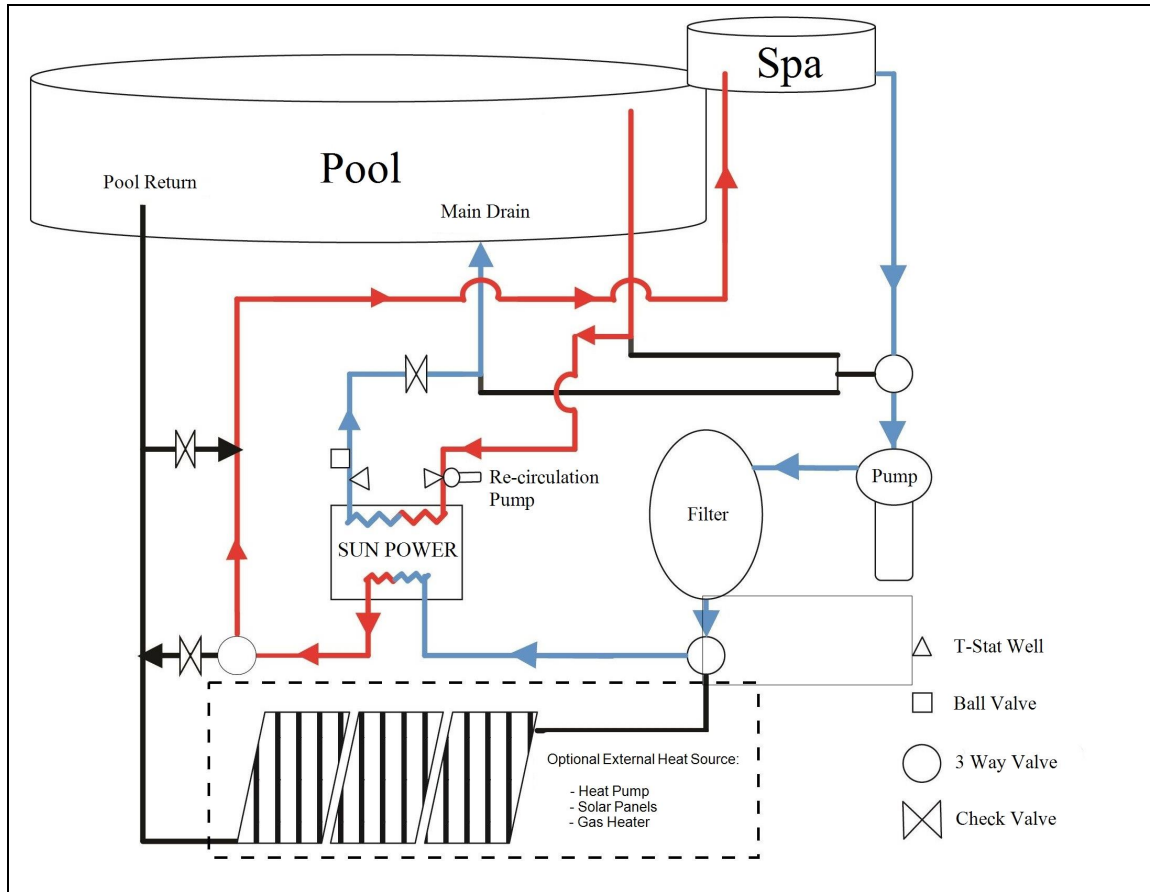 Spa
Pool
Pool Return
Main Drain
Re-circulation
Pump
Pump
Filter
SUN POWER
T-Stat Well
Ball Valve
3 Way Valve
Check Valve
Optional External Heat Source:
- Heat Pump
- Solar Panels
- Gas Heater